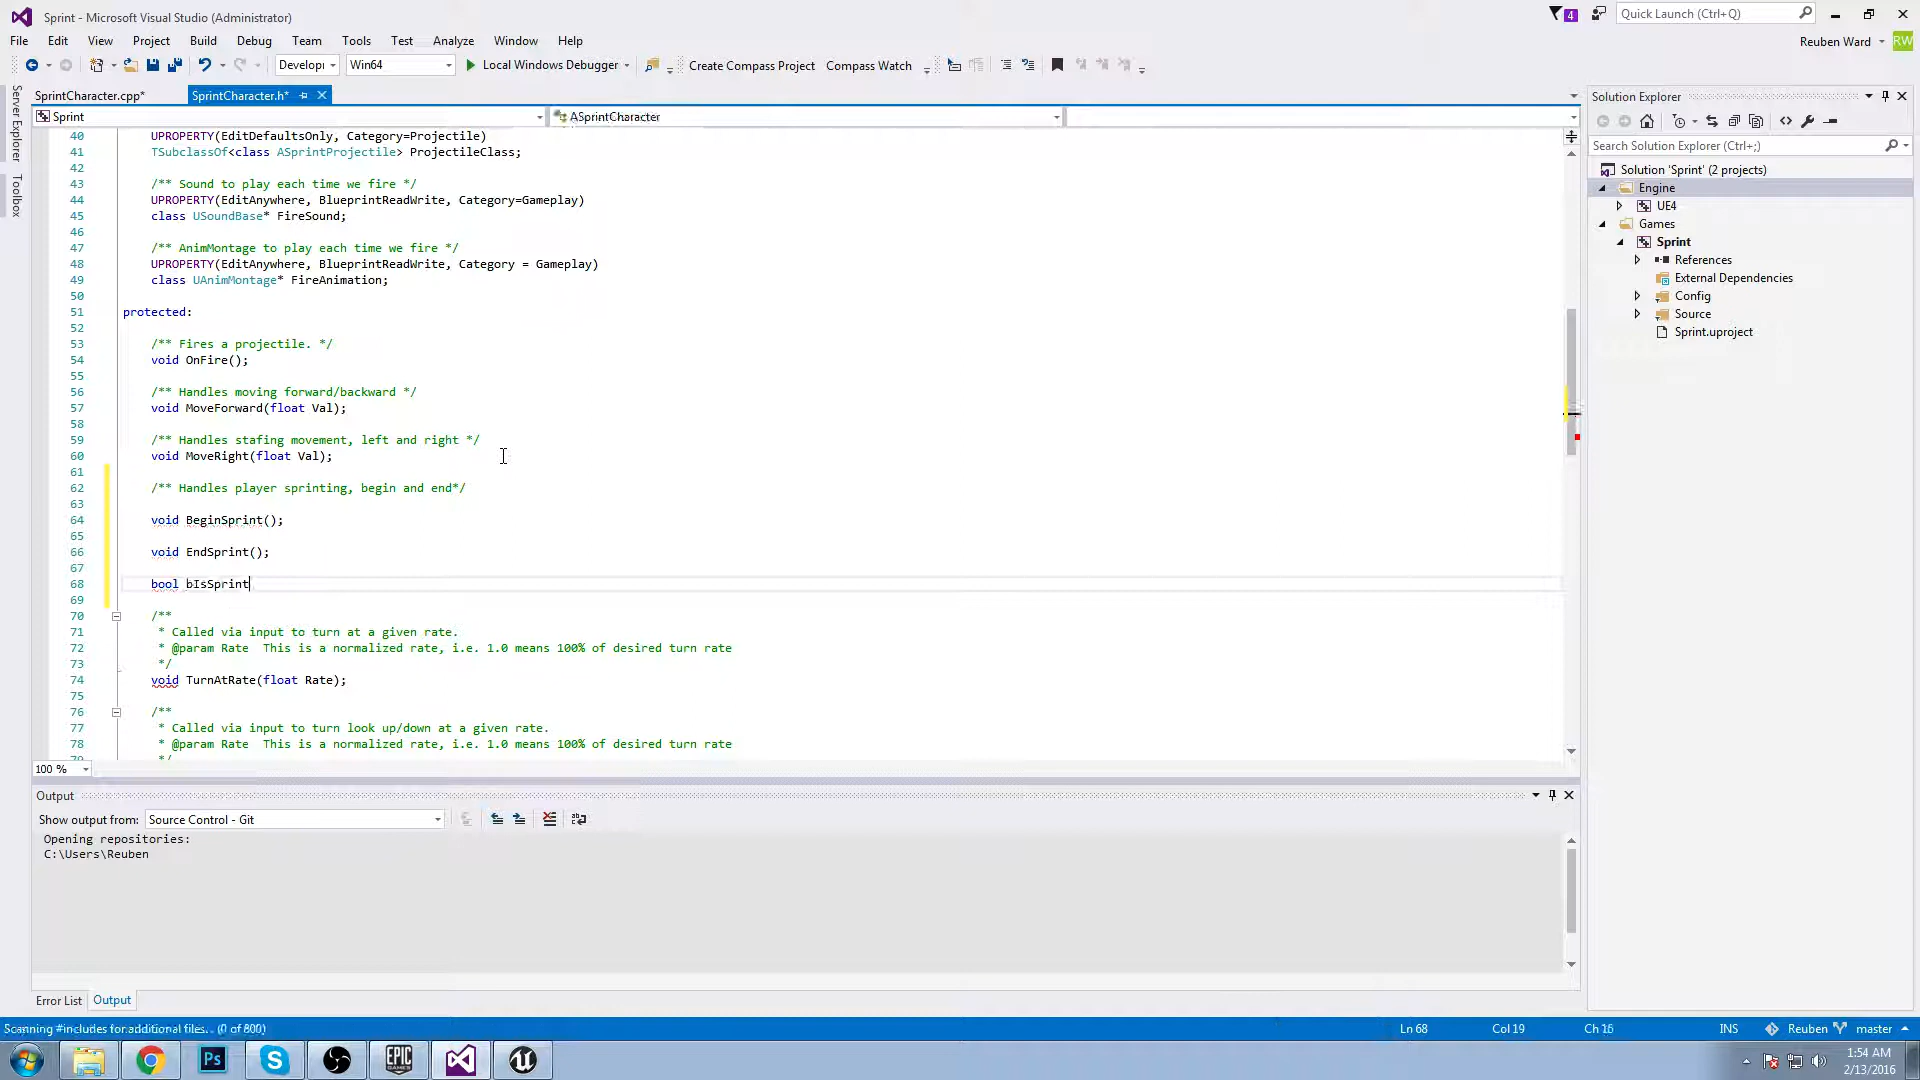 Sprint - Microsoft Visual Studio (Administrator)
4
Quick Launch (Ctrl+Q)
File Edit View Project Build Debug Team Tools Test Analyze Window Help
Reuben Ward
RW
Develop Win64 Local Windows Debugger Create Compass Project Compass Watch
SprintCharacter.cpp* SprintCharacter.h*
Server Explorer
Toolbox
Sprint ASprintCharacter
40 UPROPERTY(EditDefaultsOnly, Category=Projectile)
41 TSubclassOf<class ASprintProjectile> ProjectileClass;
42
43 /** Sound to play each time we fire */
44 UPROPERTY(EditAnywhere, BlueprintReadWrite, Category=Gameplay)
45 class USoundBase* FireSound;
46
47 /** AnimMontage to play each time we fire */
48 UPROPERTY(EditAnywhere, BlueprintReadWrite, Category = Gameplay)
49 class UAnimMontage* FireAnimation;
50
51 protected:
52
53 /** Fires a projectile. */
54 void OnFire();
55
56 /** Handles moving forward/backward */
57 void MoveForward(float Val);
58
59 /** Handles stafing movement, left and right */
60 void MoveRight(float Val);
61
62 /** Handles player sprinting, begin and end*/
63
64 void BeginSprint();
65
66 void EndSprint();
67
68 bool bIsSprint
69
70 /**
71 * Called via input to turn at a given rate.
72 * @param Rate This is a normalized rate, i.e. 1.0 means 100% of desired turn rate
73 */
74 void TurnAtRate(float Rate);
75
76 /**
77 * Called via input to turn look up/down at a given rate.
78 * @param Rate This is a normalized rate, i.e. 1.0 means 100% of desired turn rate
79 */
100 %
Solution Explorer
Search Solution Explorer (Ctrl+;)
Solution 'Sprint' (2 projects)
Engine
UE4
Games
Sprint
References
External Dependencies
Config
Source
Sprint.uproject
Output
Show output from: Source Control - Git
Opening repositories:
C:\Users\Reuben
Error List Output
Scanning #includes for additional files... (0 of 800) Ln 68 Col 19 Ch 16 INS Reuben master
Ps
EPIC GAMES
1:54 AM
2/13/2016